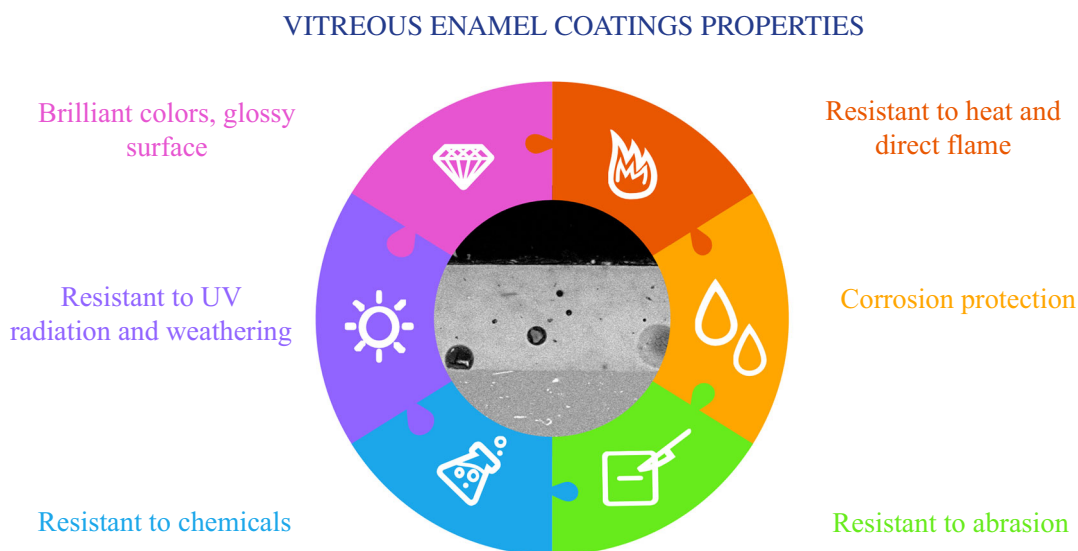 VITREOUS ENAMEL COATINGS PROPERTIES
Brilliant colors, glossy
surface
Resistant to heat and
direct flame
Resistant to UV
radiation and weathering
Corrosion protection
Resistant to chemicals
Resistant to abrasion